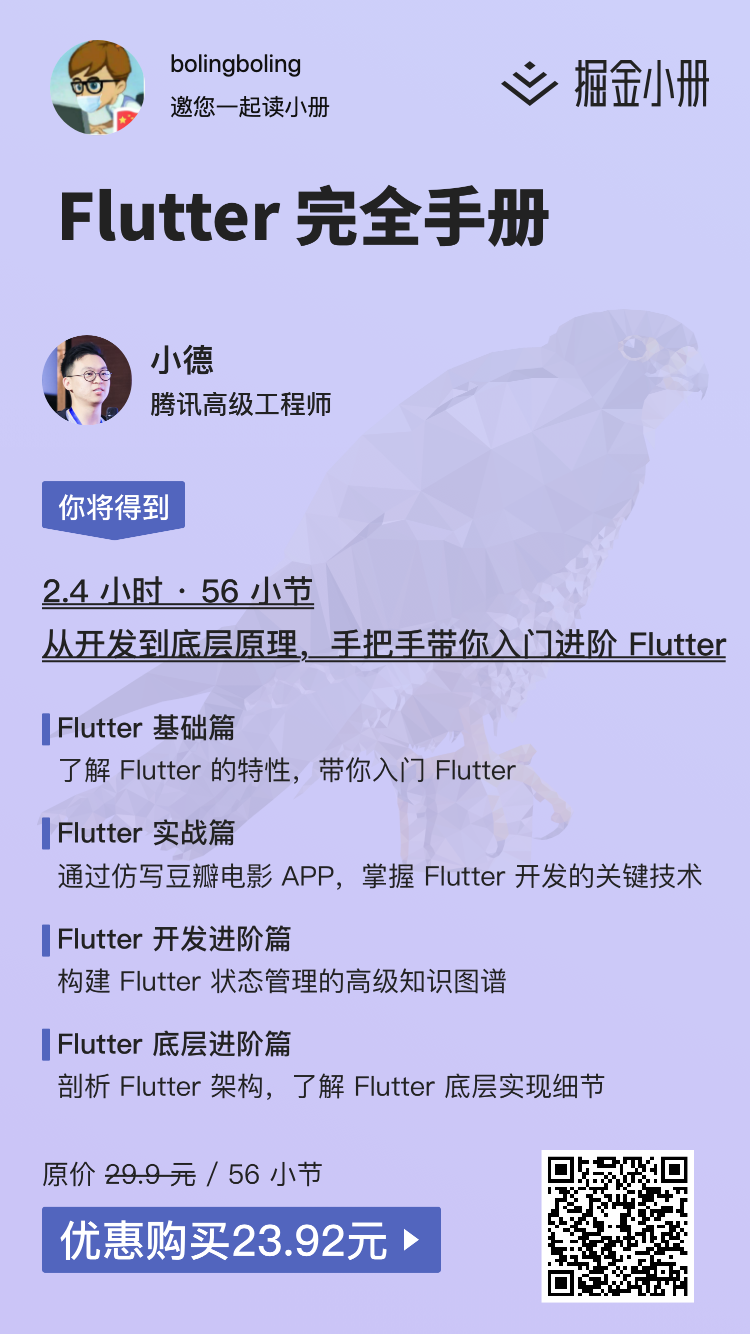 bolingboling
邀您一起读小册
掘金小册
Flutter 完全手册
小德
腾讯高级工程师
你将得到
2.4 小时 · 56 小节
从开发到底层原理，手把手带你入门进阶 Flutter
Flutter 基础篇
了解 Flutter 的特性，带你入门 Flutter
Flutter 实战篇
通过仿写豆瓣电影 APP，掌握 Flutter 开发的关键技术
Flutter 开发进阶篇
构建 Flutter 状态管理的高级知识图谱
Flutter 底层进阶篇
剖析 Flutter 架构，了解 Flutter 底层实现细节
原价 29.9 元 / 56 小节
优惠购买23.92元